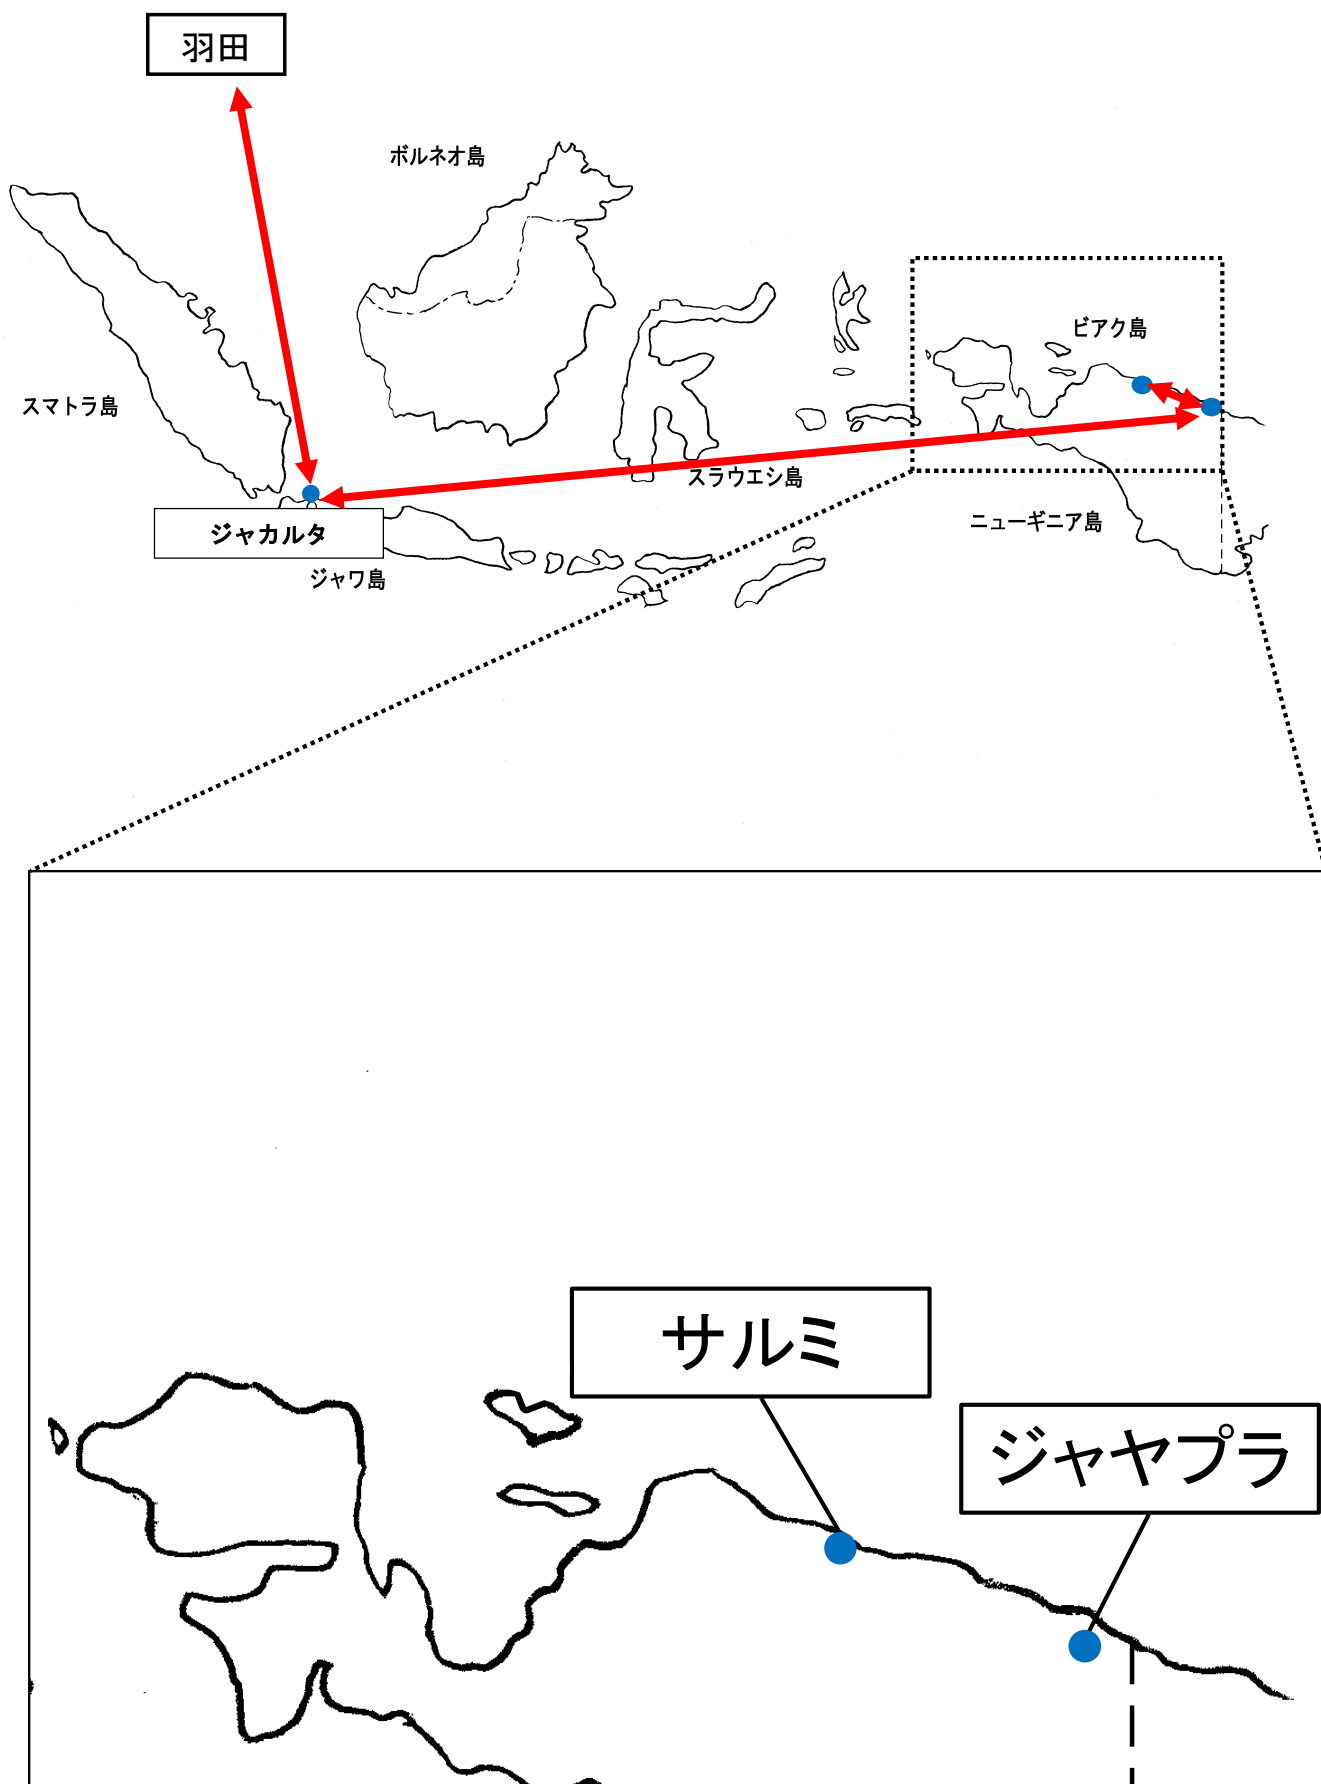 羽田
ボルネオ島
ビアク島
スマトラ島
スラウエシ島
ニューギニア島
ジャカルタ
ジャワ島
サルミ
ジャヤプラ